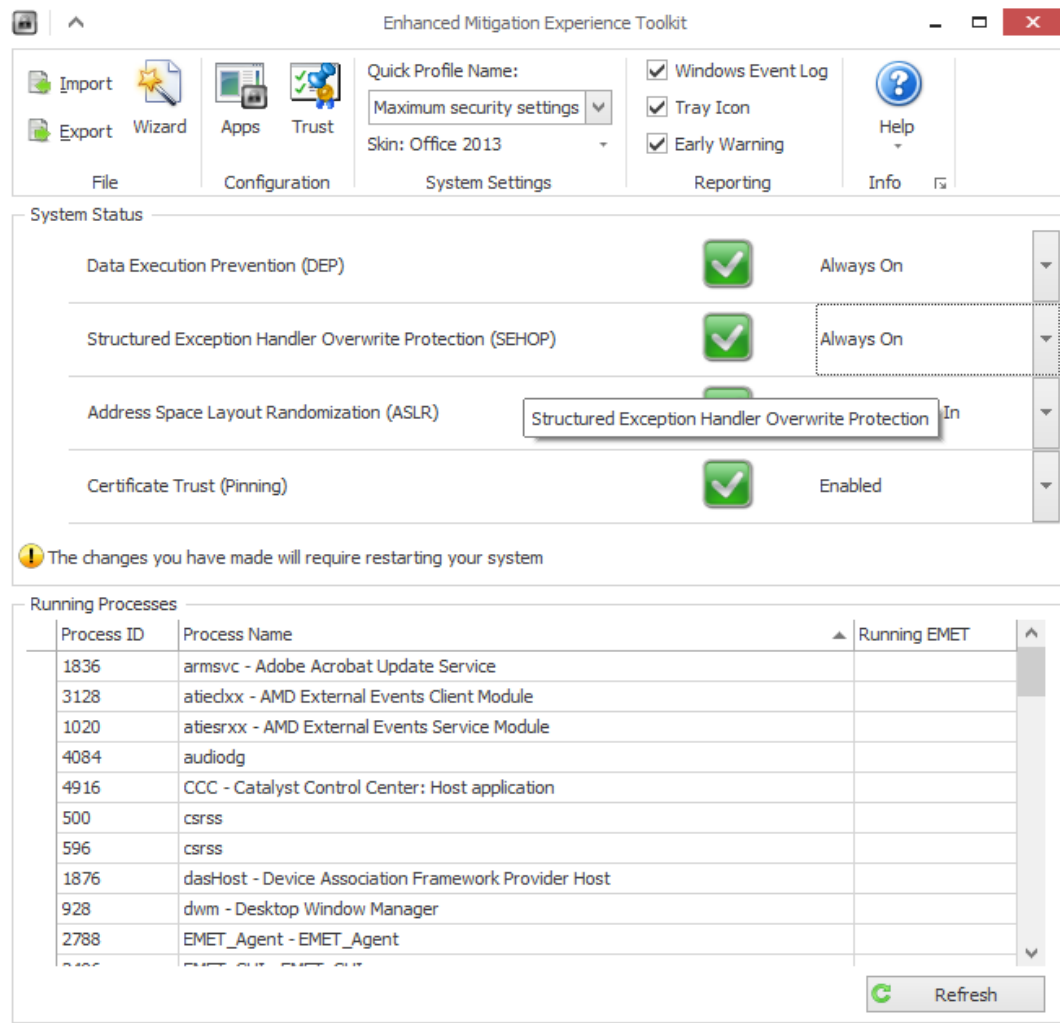 Enhanced Mitigation Experience Toolkit
Import
Export
Wizard
Apps
Trust
Quick Profile Name:
Maximum security settings
Skin: Office 2013
Windows Event Log
Tray Icon
Early Warning
Help
File
Configuration
System Settings
Reporting
Info
System Status
Data Execution Prevention (DEP)
Always On
Structured Exception Handler Overwrite Protection (SEHOP)
Always On
Address Space Layout Randomization (ASLR)
Structured Exception Handler Overwrite Protection
In
Certificate Trust (Pinning)
Enabled
The changes you have made will require restarting your system
Running Processes
Process ID Process Name Running EMET
1836 armsvc - Adobe Acrobat Update Service
3128 atieclxx - AMD External Events Client Module
1020 atiesrxx - AMD External Events Service Module
4084 audiodg
4916 CCC - Catalyst Control Center: Host application
500 csrss
596 csrss
1876 dasHost - Device Association Framework Provider Host
928 dwm - Desktop Window Manager
2788 EMET_Agent - EMET_Agent
Refresh